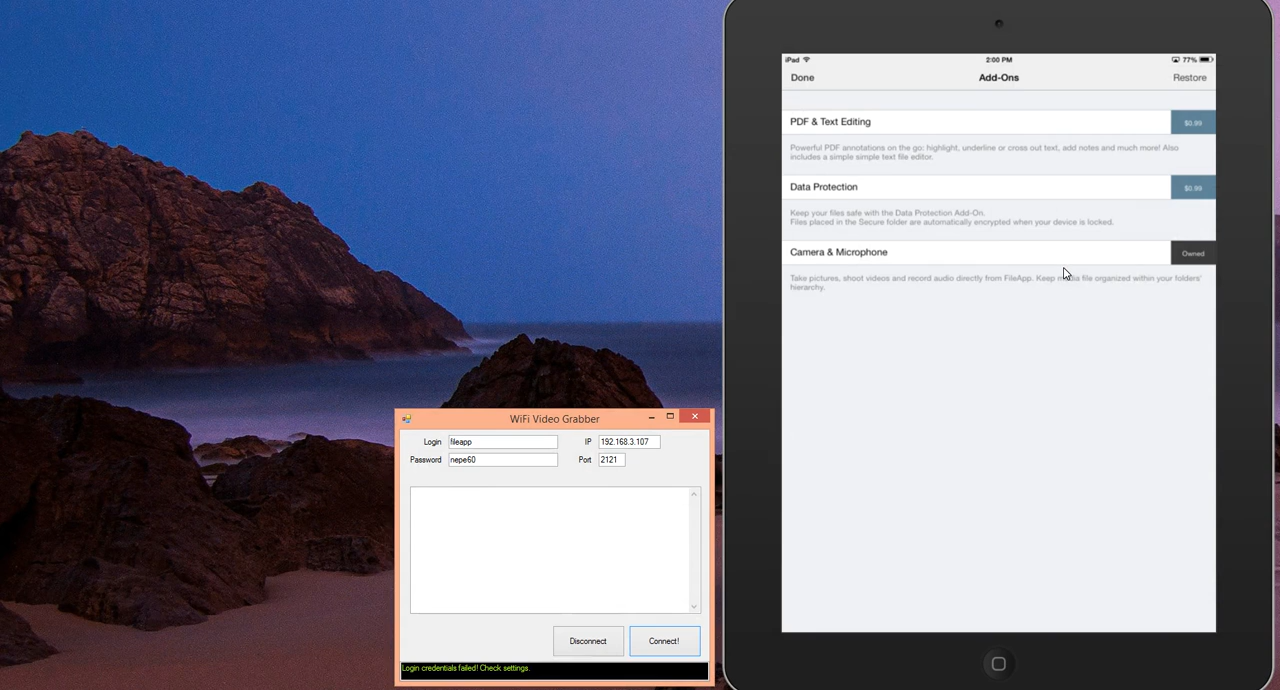 iPad
2:00 PM
77%
Done
Add-Ons
Restore
PDF & Text Editing
$0.99
Powerful PDF annotations on the go: highlight, underline or cross out text, add notes and much more! Also
includes a simple simple text file editor.
Data Protection
$0.99
Keep your files safe with the Data Protection Add-On.
Files placed in the Secure folder are automatically encrypted when your device is locked.
Camera & Microphone
Owned
Take pictures, shoot videos and record audio directly from FileApp. Keep media file organized within your folders'
hierarchy.
WiFi Video Grabber
Login fileapp IP 192.168.3.107
Password nepe60 Port 2121
Disconnect
Connect!
Login credentials failed! Check settings.